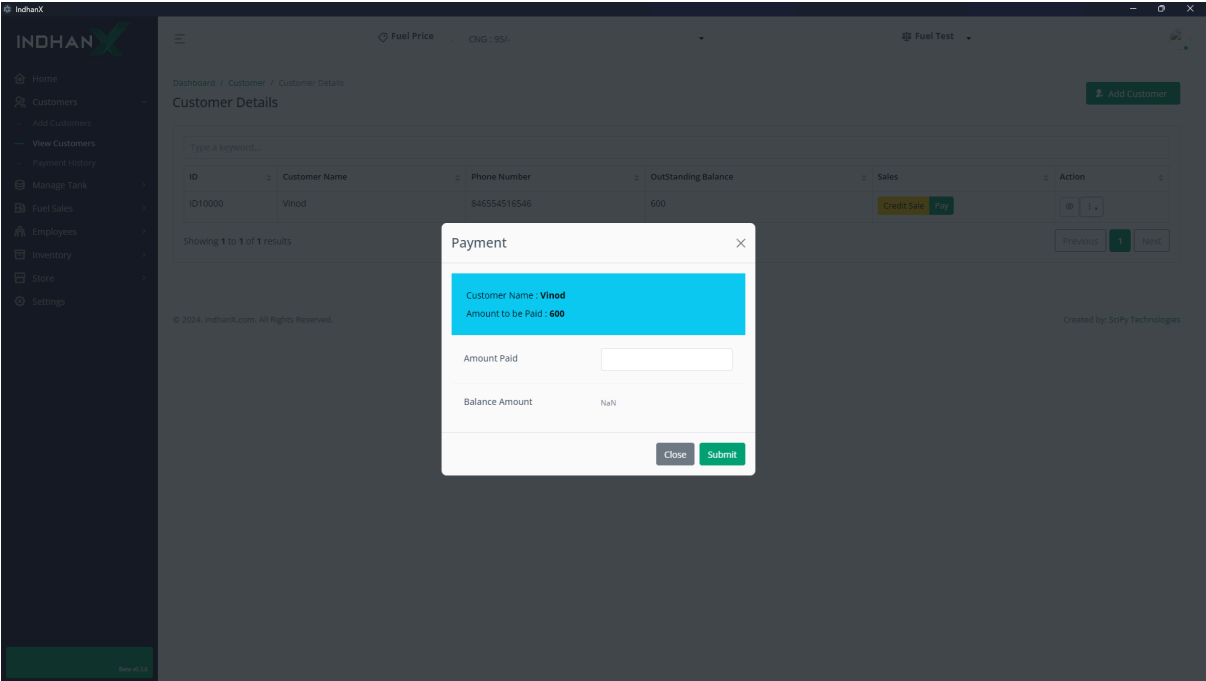 IndhanX
INDHANX
Fuel Price
CNG : 95/-
Fuel Test
Home
Customers
Add Customers
View Customers
Payment History
Manage Tank
Fuel Sales
Employees
Inventory
Store
Settings
Dashboard / Customer / Customer Details
Customer Details
Add Customer
Type a keyword...
ID Customer Name Phone Number OutStanding Balance Sales Action
ID10000 Vinod 846554516546 600 Credit Sale Pay
Showing 1 to 1 of 1 results
Previous 1 Next
Payment
Customer Name : Vinod
Amount to be Paid : 600
Amount Paid
Balance Amount NaN
Close Submit
© 2024. indhanx.com. All Rights Reserved.
Created by: SciPy Technologies